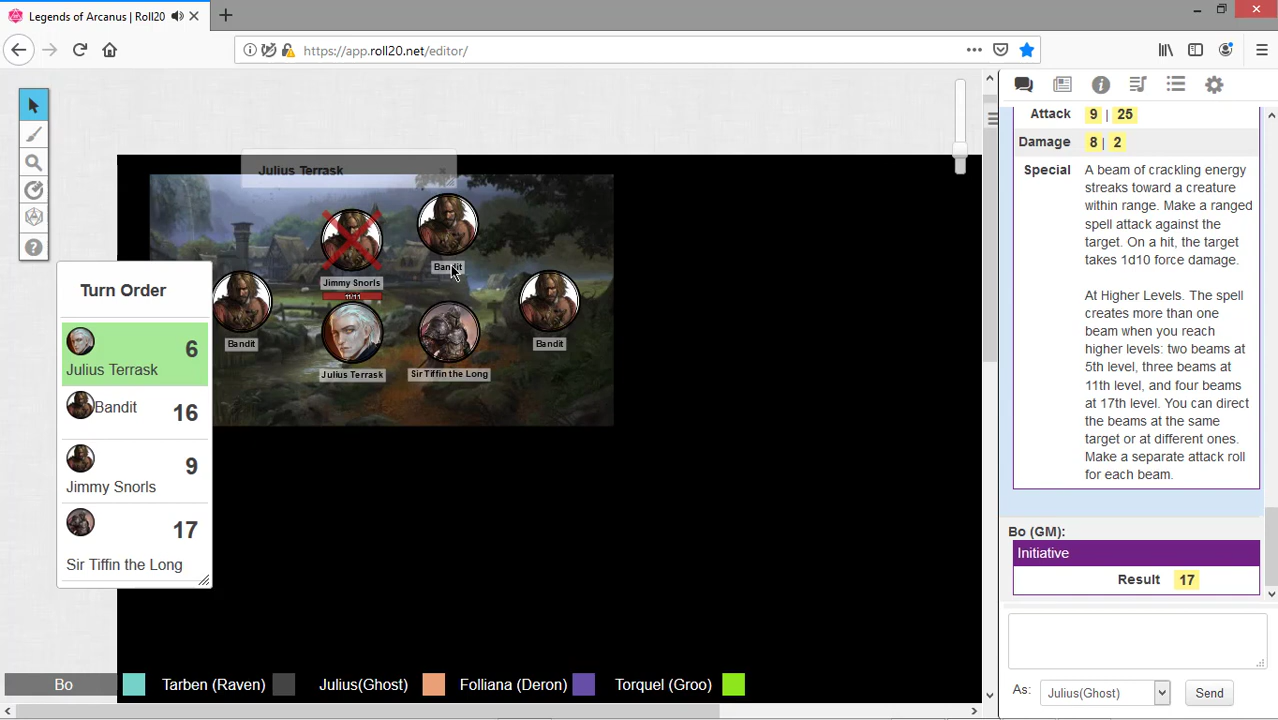 Legends of Arcanus | Roll20
https://app.roll20.net/editor/
Julius Terrask
Bandit
Jimmy Snorls
11/11
Bandit
Bandit
Julius Terrask
Sir Tiffin the Long
Turn Order
6
Julius Terrask
Bandit
16
9
Jimmy Snorls
17
Sir Tiffin the Long
Attack 9 | 25
Damage 8 | 2
Special A beam of crackling energy
streaks toward a creature
within range. Make a ranged
spell attack against the
target. On a hit, the target
takes 1d10 force damage.
At Higher Levels. The spell
creates more than one
beam when you reach
higher levels: two beams at
5th level, three beams at
11th level, and four beams
at 17th level. You can direct
the beams at the same
target or at different ones.
Make a separate attack roll
for each beam.
Bo (GM):
Initiative
Result 17
As: Julius(Ghost) Send
Bo Tarben (Raven) Julius(Ghost) Folliana (Deron) Torquel (Groo)